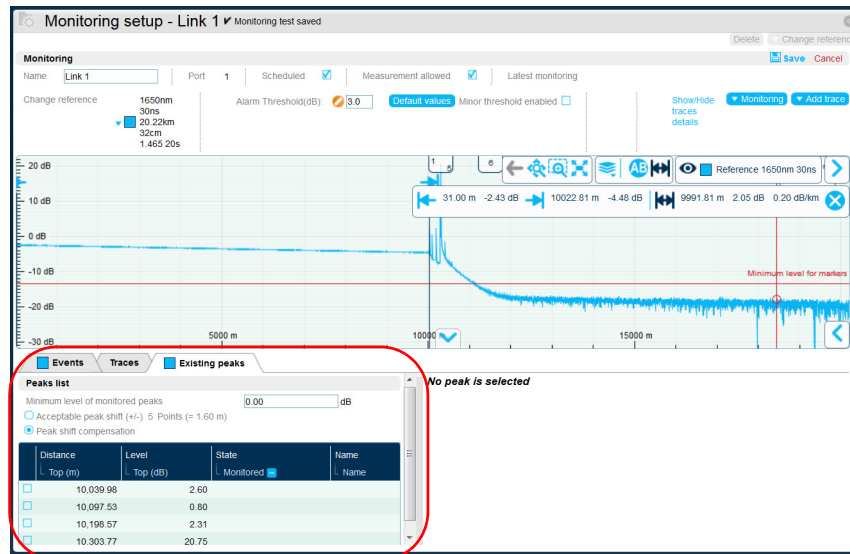 Monitoring setup - Link 1 ✔ Monitoring test saved
Delete Change reference
Monitoring Save Cancel
Name Link 1 Port 1 Scheduled Measurement allowed Latest monitoring
Change reference 1650nm
30ns
20.22km
32cm
1.465 20s
Alarm Threshold(dB): 3.0 Default values Minor threshold enabled
Show/Hide
traces
details
Monitoring Add trace
20 dB
10 dB
0 dB
-10 dB
-20 dB
-30 dB
1 5 6 AB Reference 1650nm 30ns
31.00 m -2.43 dB 10022.81 m -4.48 dB 9991.81 m 2.05 dB 0.20 dB/km
Minimum level for markers
5000 m 10000 15000 m
Events Traces Existing peaks
Peaks list
No peak is selected
Minimum level of monitored peaks 0.00 dB
Acceptable peak shift (+/-) 5 Points (= 1.60 m)
Peak shift compensation
Distance Level State Name
Top (m) Top (dB) Monitored Name
10,039.98 2.60
10,097.53 0.80
10,198.57 2.31
10,303.77 20.75